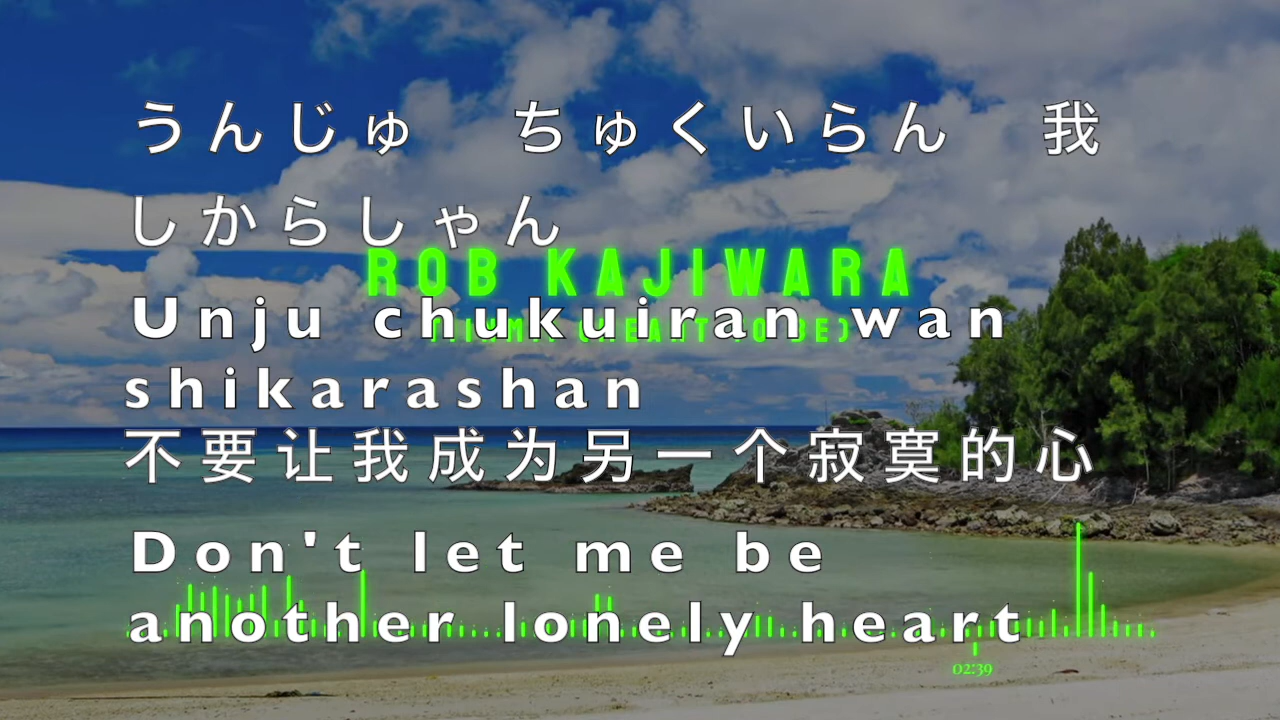 うんじゅ　ちゅくいらん　我
しからしゃん
ROB KAJIWARA
Unju chukuiran wan
shikarashan
不要让我成为另一个寂寞的心
Don't let me be
another lonely heart
02:39